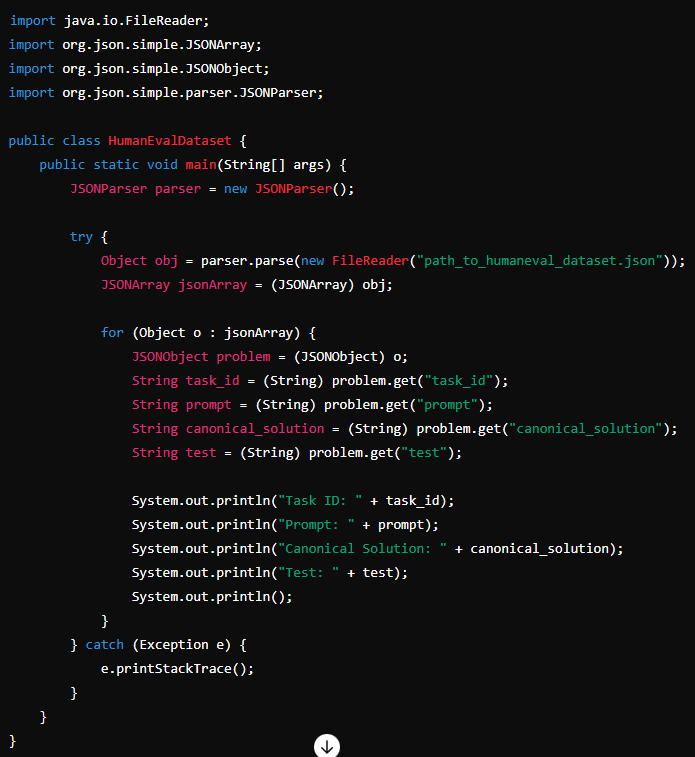 import java.io.FileReader;
import org.json.simple.JSONArray;
import org.json.simple.JSONObject;
import org.json.simple.parser.JSONParser;

public class HumanEvalDataset {
    public static void main(String[] args) {
        JSONParser parser = new JSONParser();

        try {
            Object obj = parser.parse(new FileReader("path_to_humaneval_dataset.json"));
            JSONArray jsonArray = (JSONArray) obj;

            for (Object o : jsonArray) {
                JSONObject problem = (JSONObject) o;
                String task_id = (String) problem.get("task_id");
                String prompt = (String) problem.get("prompt");
                String canonical_solution = (String) problem.get("canonical_solution");
                String test = (String) problem.get("test");

                System.out.println("Task ID: " + task_id);
                System.out.println("Prompt: " + prompt);
                System.out.println("Canonical Solution: " + canonical_solution);
                System.out.println("Test: " + test);
                System.out.println();
            }
        } catch (Exception e) {
            e.printStackTrace();
        }
    }
}